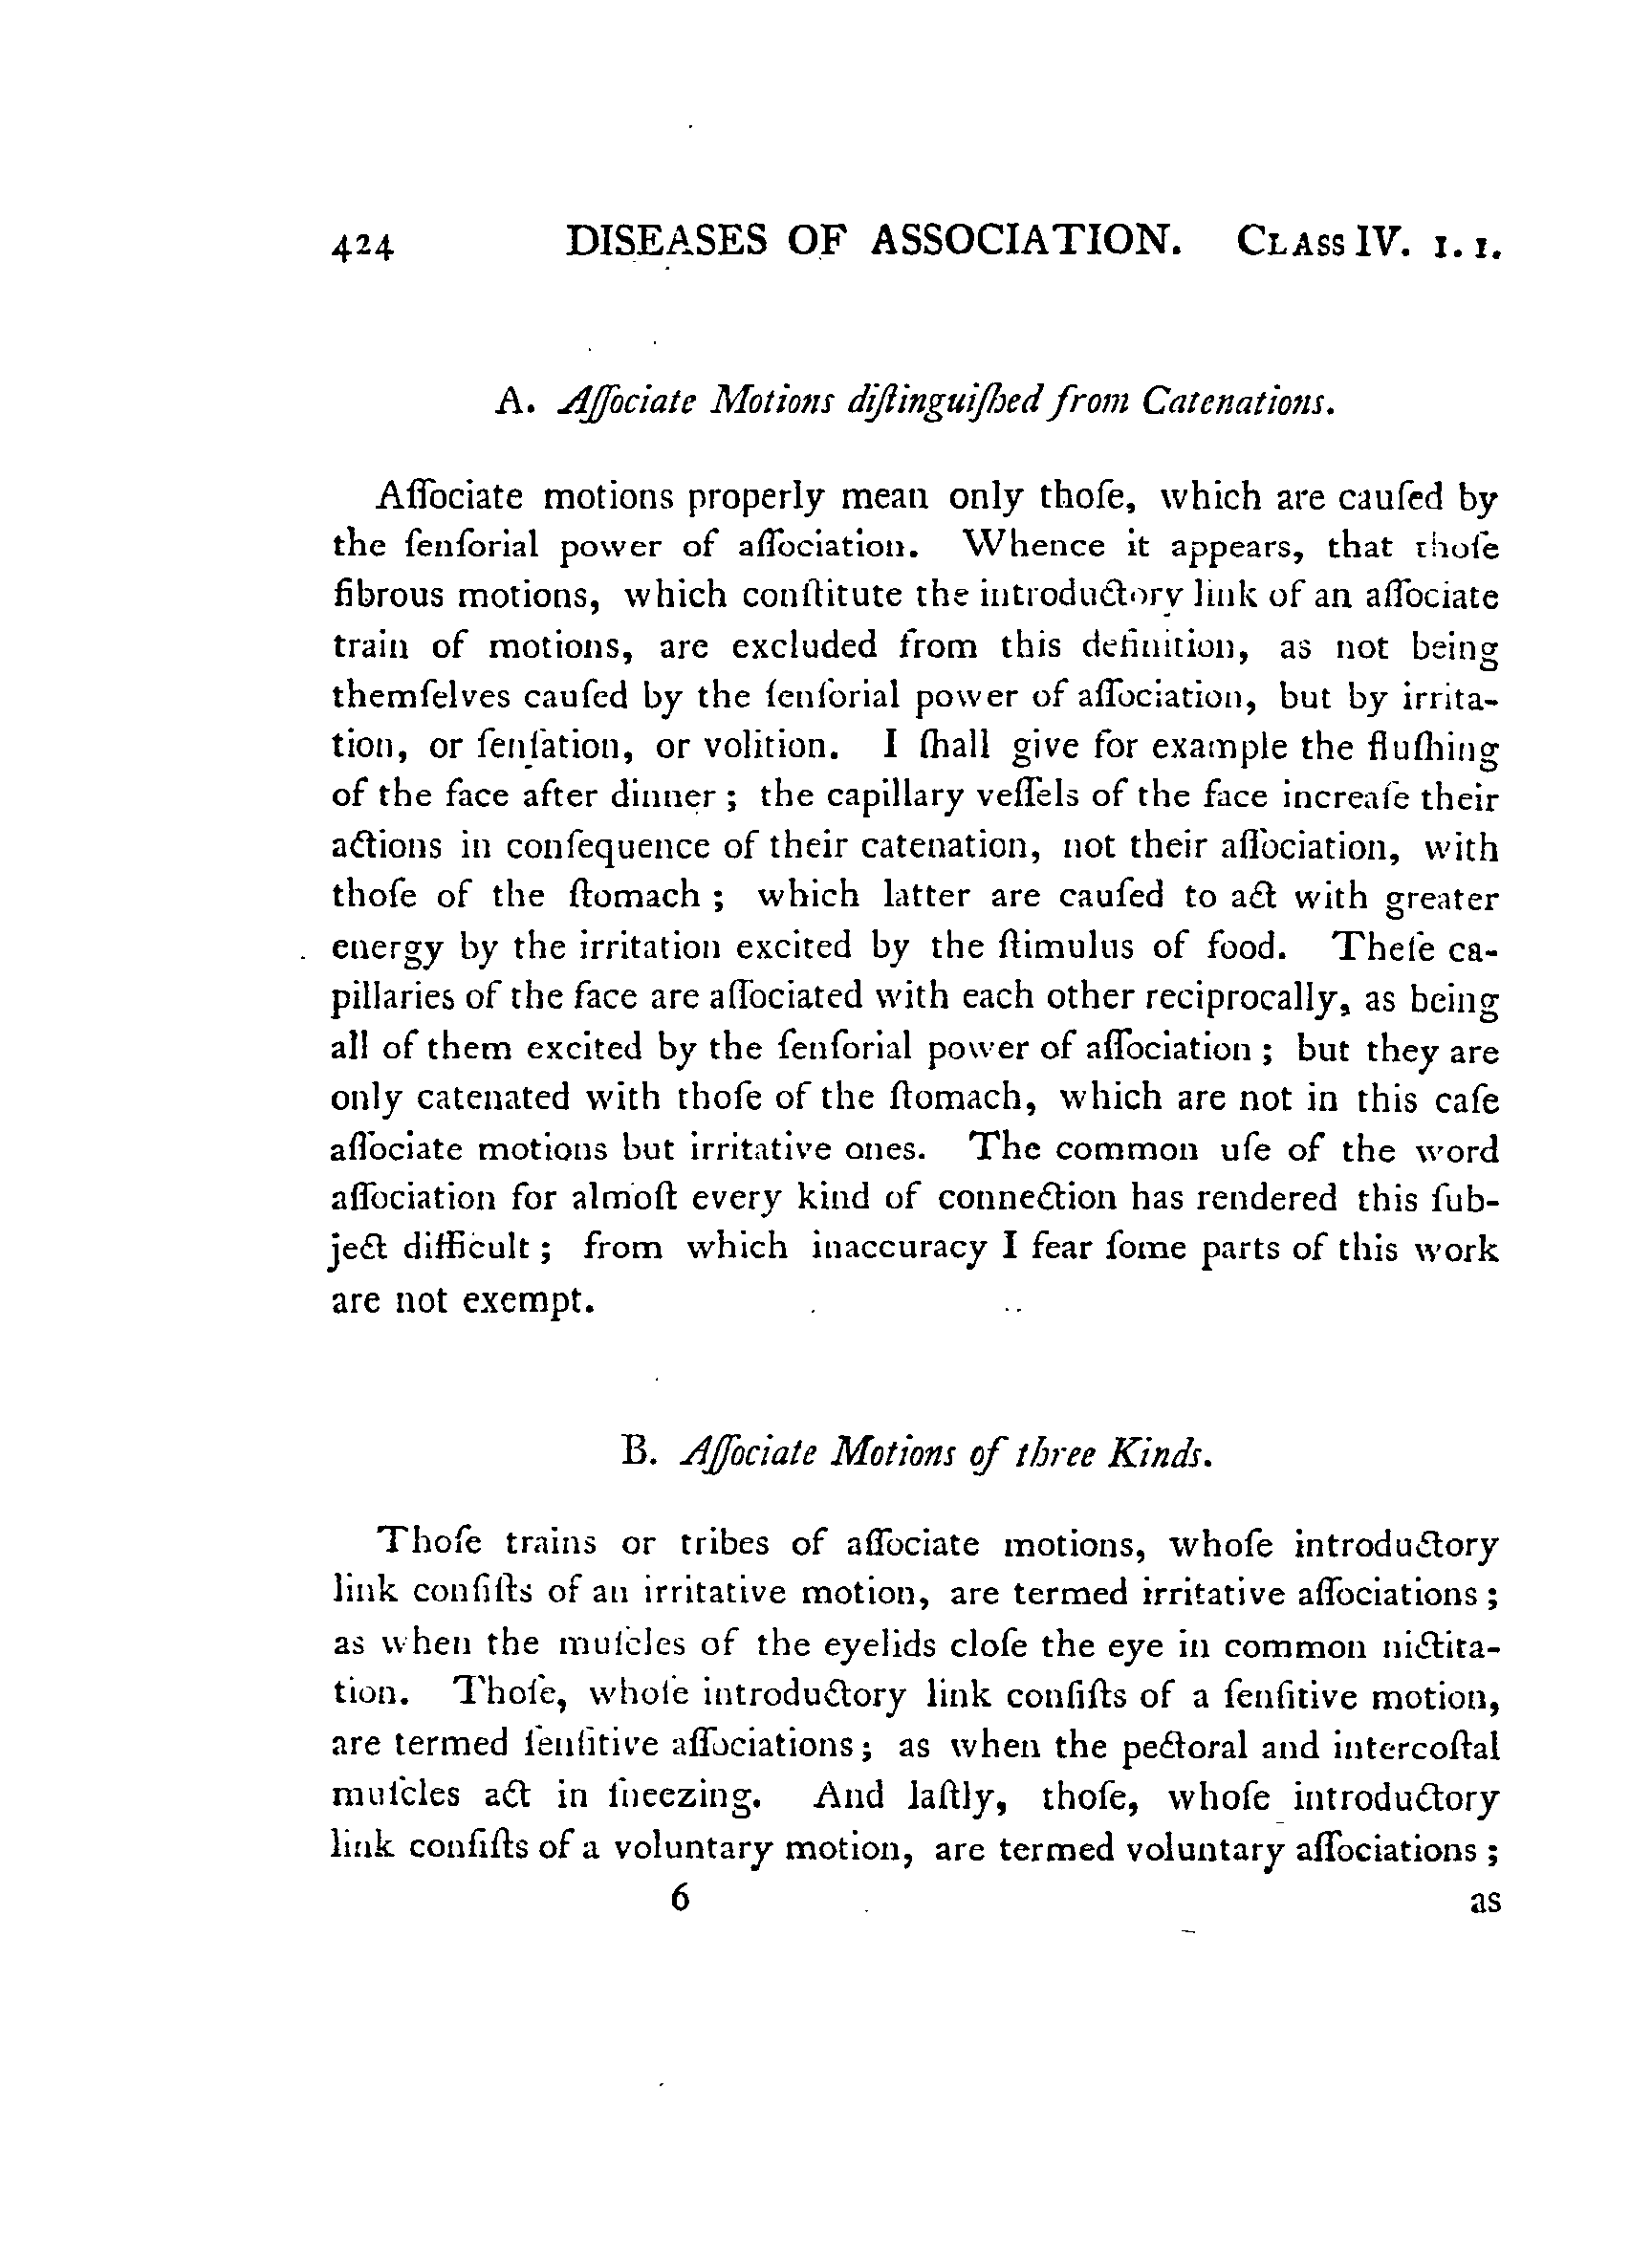 424 DISEASES OF ASSOCIATION. CLASS IV. 1. 1.
A. Aſſociate Motions diſtinguiſhed from Catenations.
Aſſociate motions properly mean only thoſe, which are cauſed by
the ſenſorial power of aſſociation. Whence it appears, that thoſe
fibrous motions, which conſtitute the introductory link of an aſſociate
train of motions, are excluded from this definition, as not being
themſelves cauſed by the ſenſorial power of aſſociation, but by irrita-
tion, or ſenſation, or volition. I ſhall give for example the fluſhing
of the face after dinner; the capillary veſſels of the face increaſe their
actions in conſequence of their catenation, not their aſſociation, with
thoſe of the ſtomach; which latter are cauſed to act with greater
energy by the irritation excited by the ſtimulus of food. Theſe ca-
pillaries of the face are aſſociated with each other reciprocally, as being
all of them excited by the ſenſorial power of aſſociation; but they are
only catenated with thoſe of the ſtomach, which are not in this caſe
aſſociate motions but irritative ones. The common uſe of the word
aſſociation for almoſt every kind of connection has rendered this ſub-
ject difficult; from which inaccuracy I fear ſome parts of this work
are not exempt.
B. Aſſociate Motions of three Kinds.
Thoſe trains or tribes of aſſociate motions, whoſe introductory
link conſiſts of an irritative motion, are termed irritative aſſociations;
as when the muſcles of the eyelids cloſe the eye in common nictita-
tion. Thoſe, whoſe introductory link conſiſts of a ſenſitive motion,
are termed ſenſitive aſſociations; as when the pectoral and intercoſtal
muſcles act in ſneezing. And laſtly, thoſe, whoſe introductory
link conſiſts of a voluntary motion, are termed voluntary aſſociations;
6 as